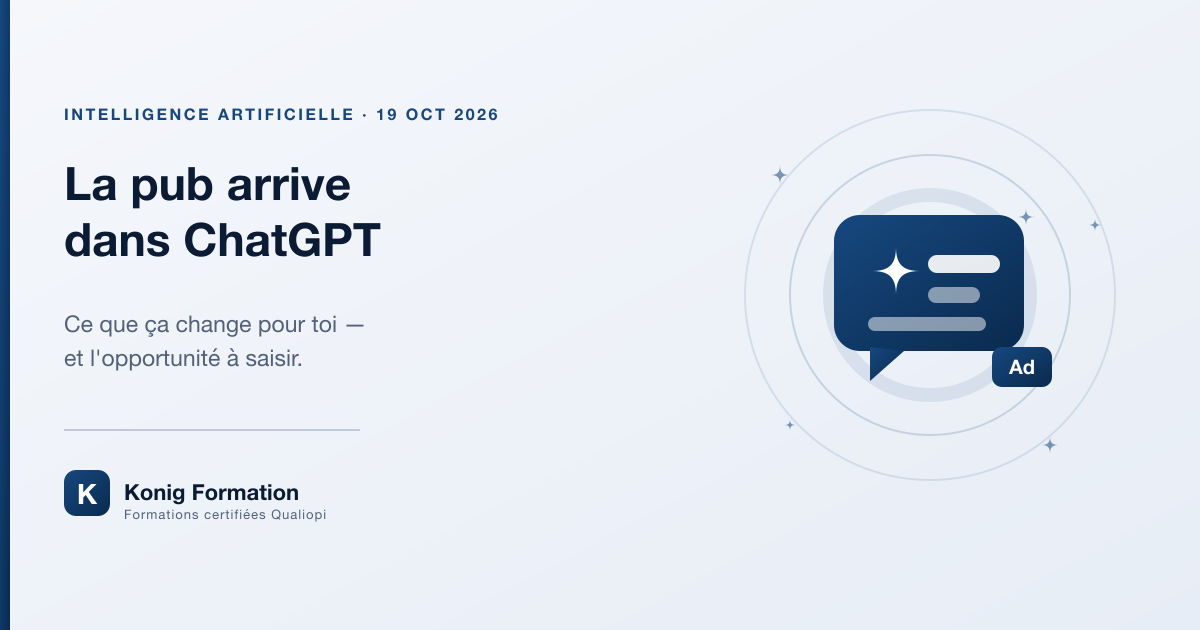 INTELLIGENCE ARTIFICIELLE · 19 OCT 2026
La pub arrive
dans ChatGPT
Ce que ça change pour toi —
et l'opportunité à saisir.
K
Konig Formation
Formations certifiées Qualiopi
Ad